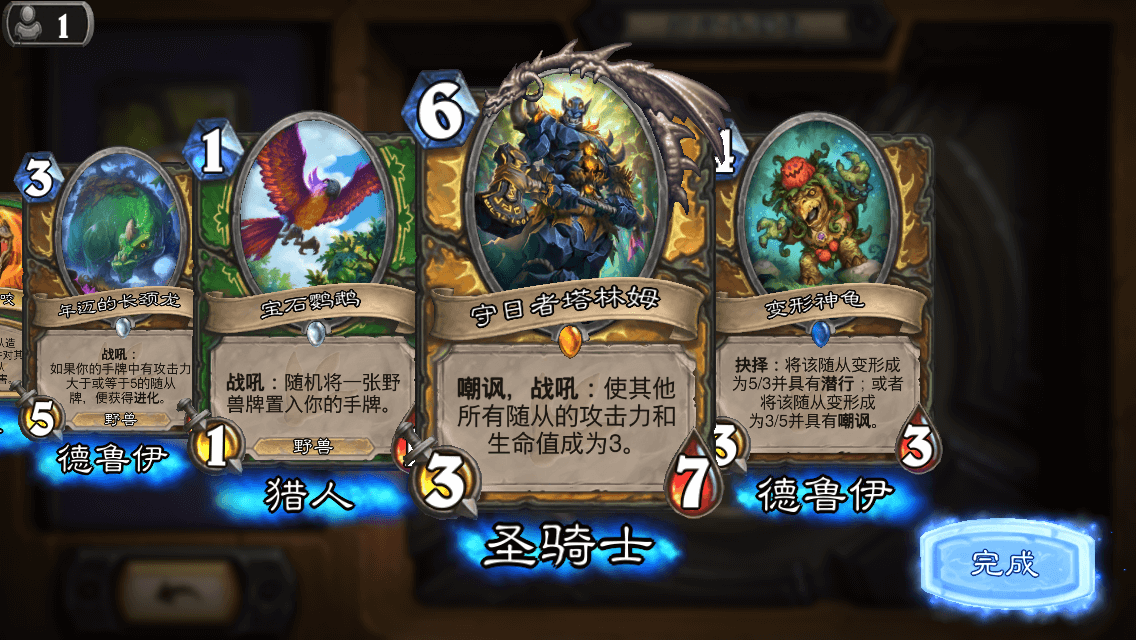 1
3
年迈的长颈龙
战吼：
如果你的手牌中有攻击力
大于或等于5的随从
牌，便获得进化。
野兽
5
德鲁伊
1
宝石鹦鹉
战吼：随机将一张野
兽牌置入你的手牌。
野兽
1
猎人
6
守日者塔林姆
嘲讽，战吼：使其他
所有随从的攻击力和
生命值成为3。
3
7
圣骑士
4
变形神龟
抉择：将该随从变形成
为5/3并具有潜行；或者
将该随从变形成
为3/5并具有嘲讽。
3
3
德鲁伊
完成